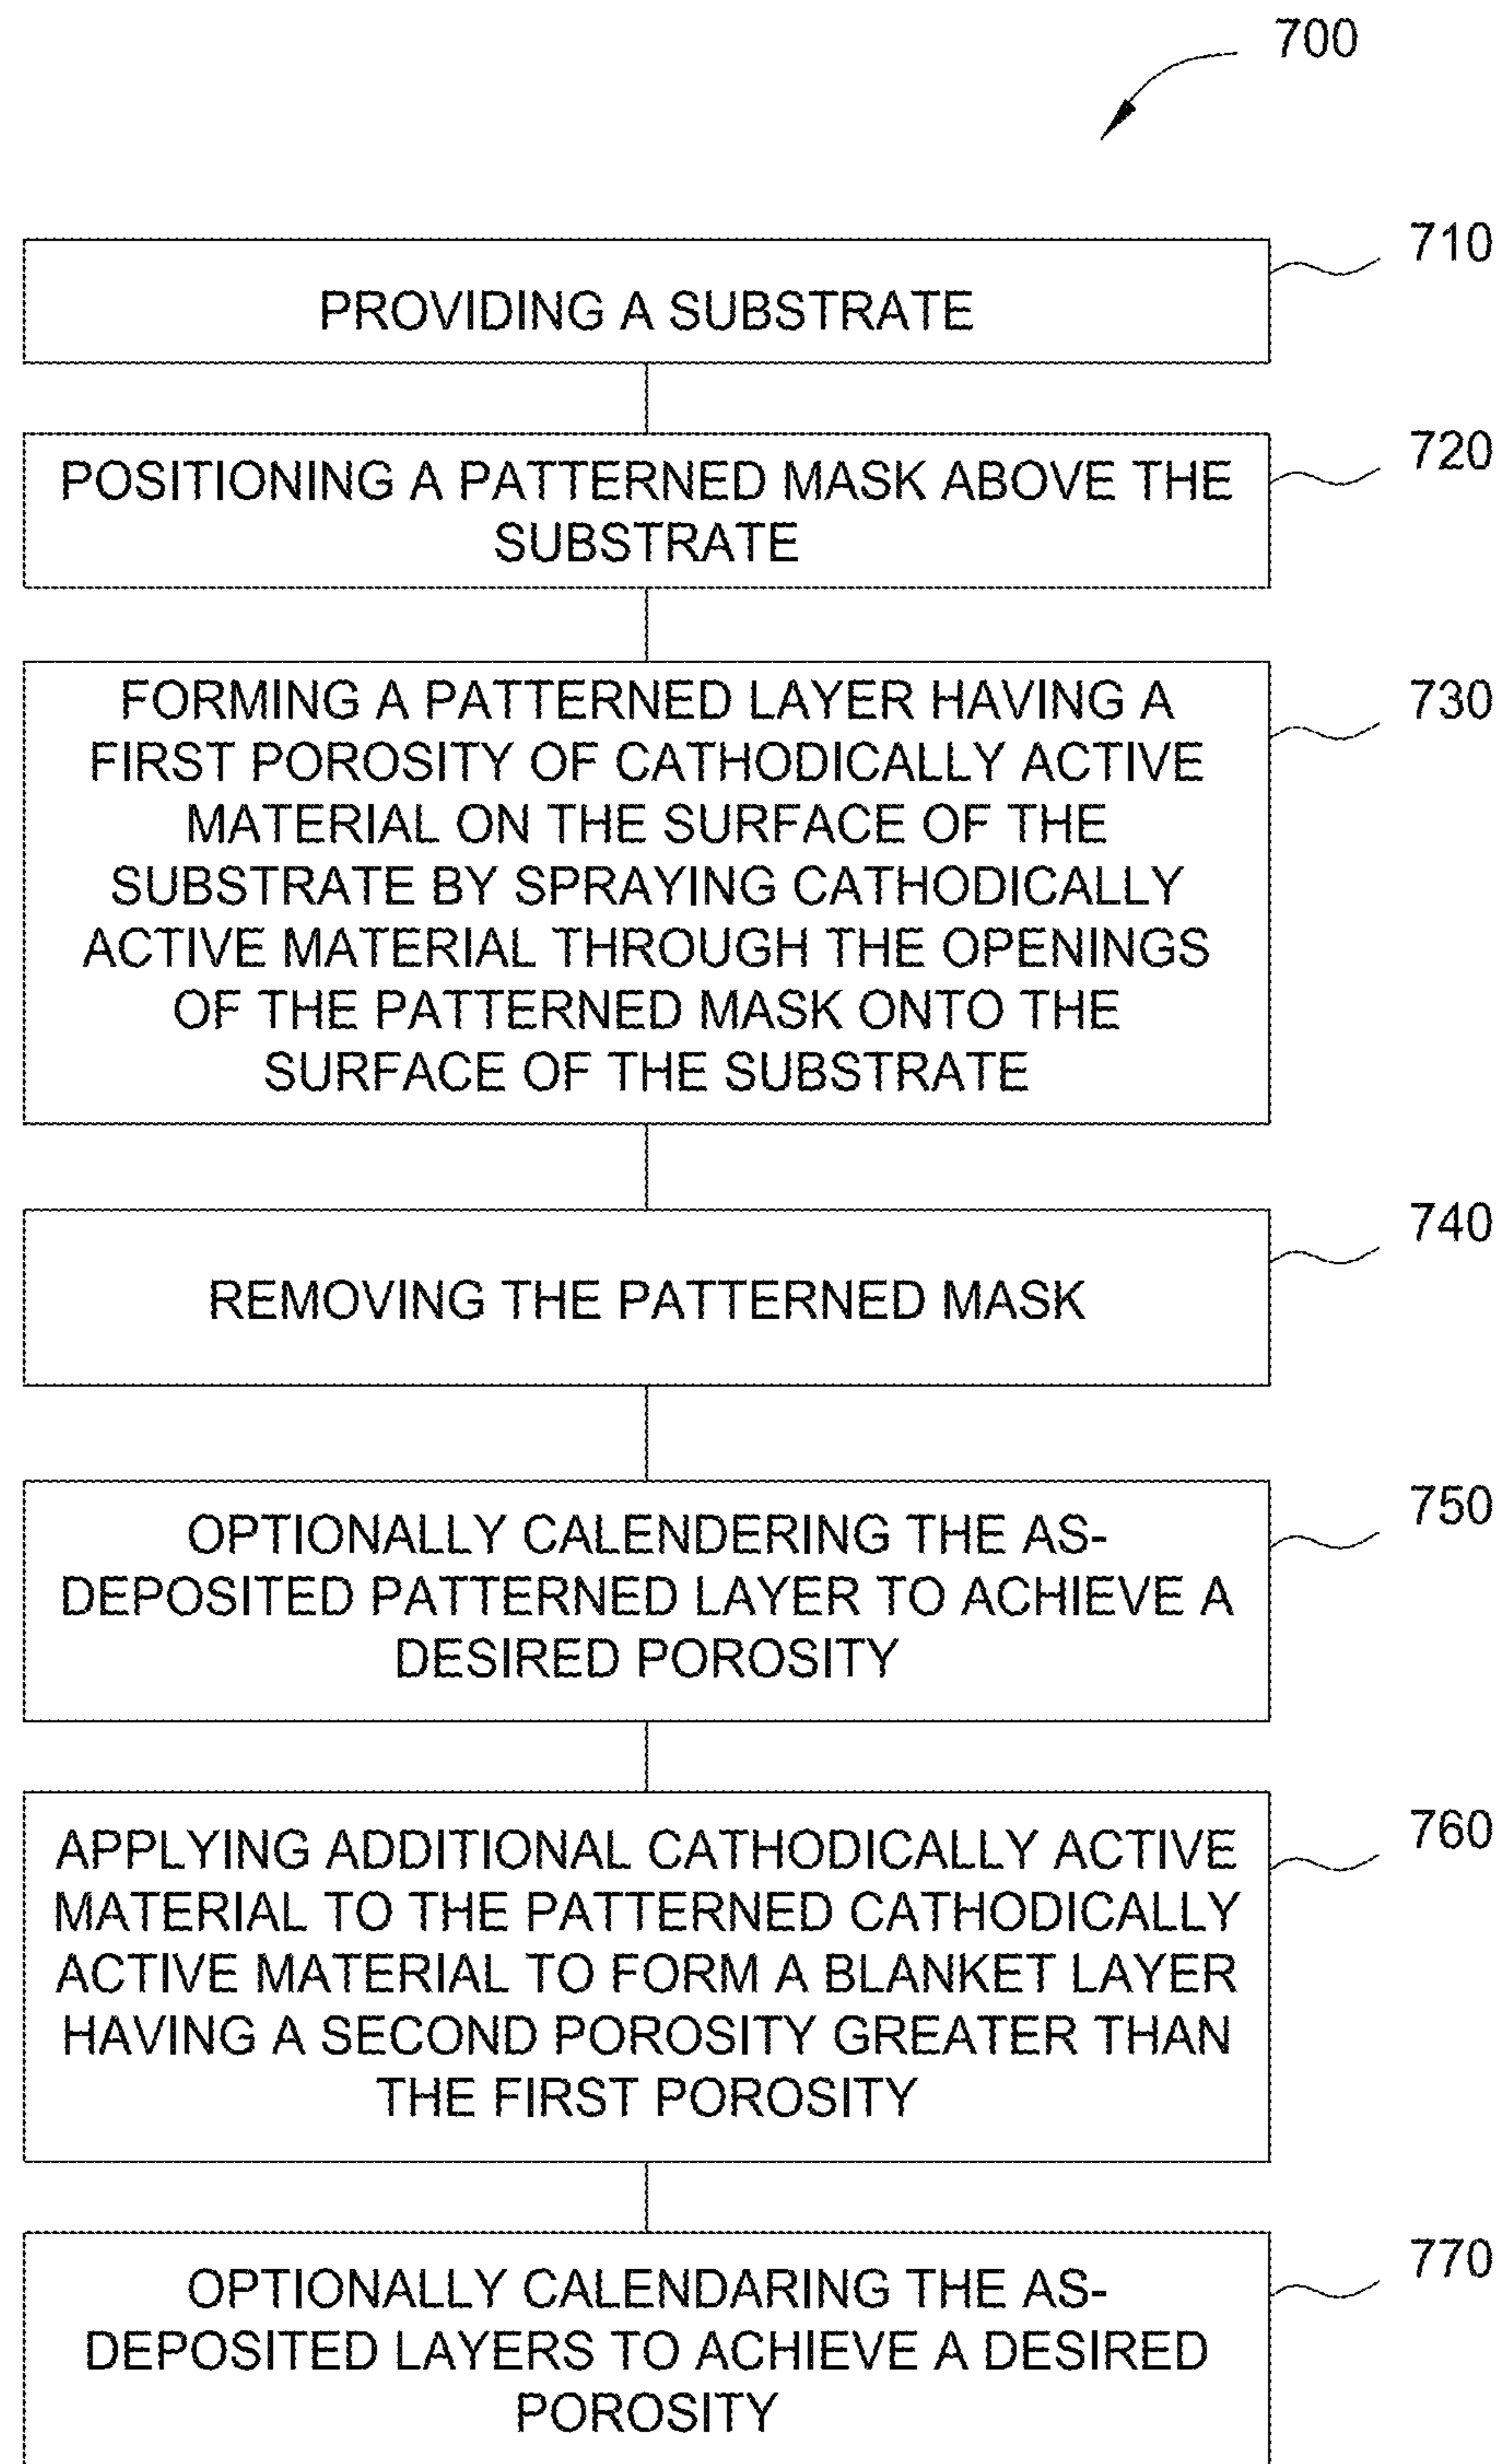 700
710
PROVIDING A SUBSTRATE
720
POSITIONING A PATTERNED MASK ABOVE THE
SUBSTRATE
730
FORMING A PATTERNED LAYER HAVING A
FIRST POROSITY OF CATHODICALLY ACTIVE
MATERIAL ON THE SURFACE OF THE
SUBSTRATE BY SPRAYING CATHODICALLY
ACTIVE MATERIAL THROUGH THE OPENINGS
OF THE PATTERNED MASK ONTO THE
SURFACE OF THE SUBSTRATE
740
REMOVING THE PATTERNED MASK
750
OPTIONALLY CALENDERING THE AS-
DEPOSITED PATTERNED LAYER TO ACHIEVE A
DESIRED POROSITY
760
APPLYING ADDITIONAL CATHODICALLY ACTIVE
MATERIAL TO THE PATTERNED CATHODICALLY
ACTIVE MATERIAL TO FORM A BLANKET LAYER
HAVING A SECOND POROSITY GREATER THAN
THE FIRST POROSITY
770
OPTIONALLY CALENDARING THE AS-
DEPOSITED LAYERS TO ACHIEVE A DESIRED
POROSITY